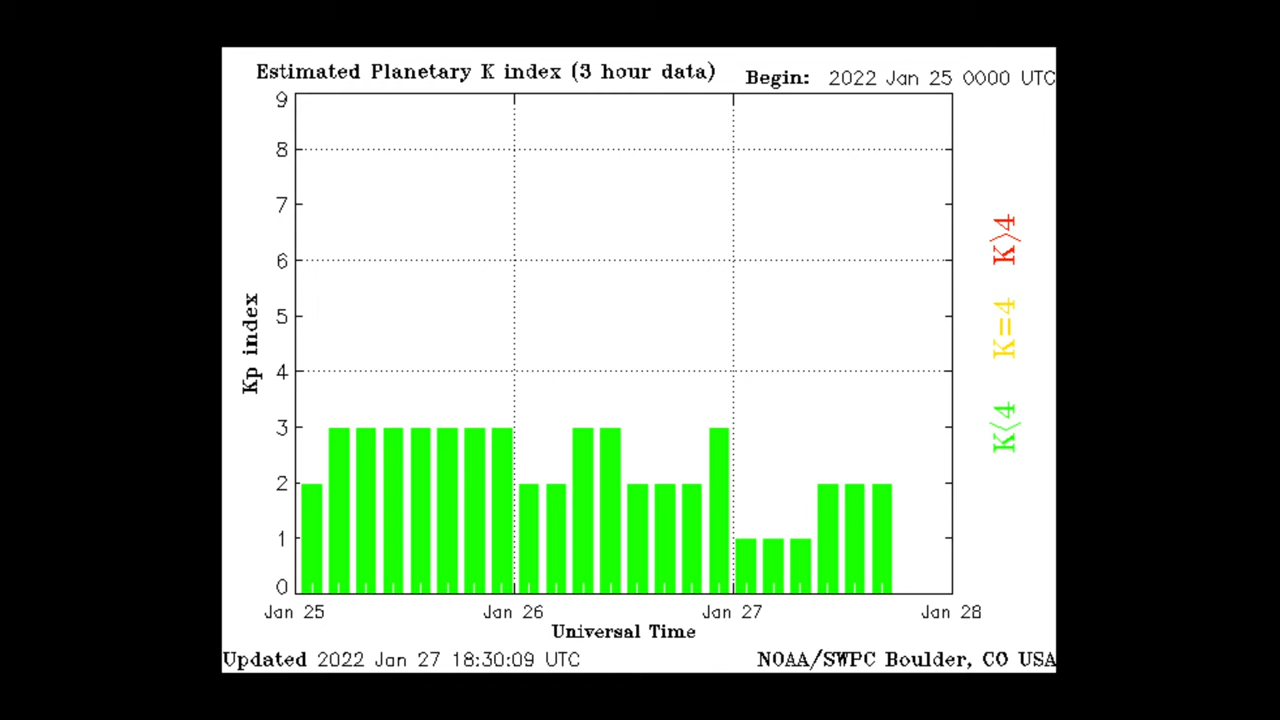 Estimated Planetary K index (3 hour data)
Begin: 2022 Jan 25 0000 UTC
9
8
7
6
5
4
3
2
1
0
Kp index
K>4
K=4
K<4
Jan 25 Jan 26 Jan 27 Jan 28
Universal Time
Updated 2022 Jan 27 18:30:09 UTC
NOAA/SWPC Boulder, CO USA